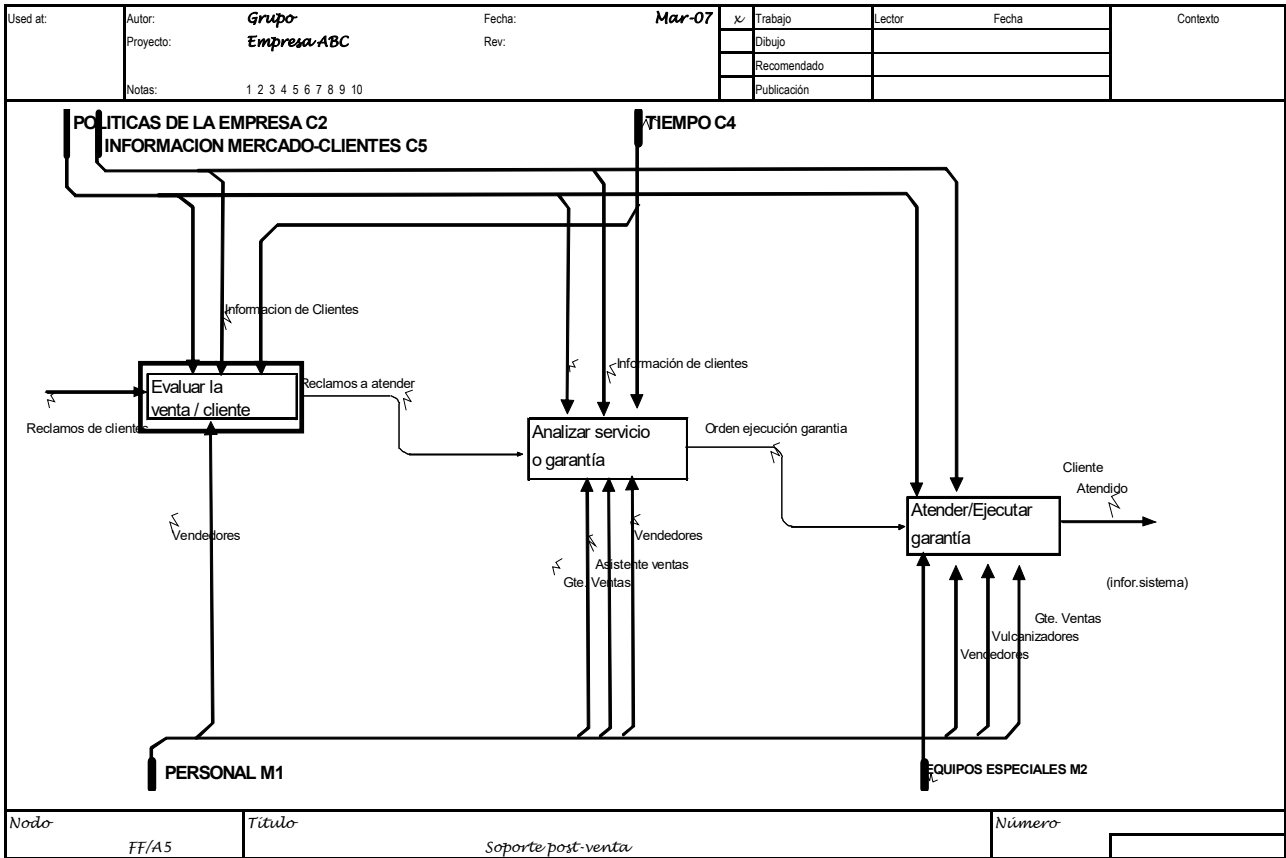 Used at:
Autor: Grupo Fecha: Mar-07 x Trabajo Lector Fecha Contexto
Proyecto: Empresa ABC Rev: Dibujo
Recomendado
Notas: 1 2 3 4 5 6 7 8 9 10 Publicación
POLITICAS DE LA EMPRESA C2
TIEMPO C4
INFORMACION MERCADO-CLIENTES C5
Informacion de Clientes
Información de clientes
Evaluar la
venta / cliente
Reclamos a atender
Reclamos de clientes
Analizar servicio
o garantía
Orden ejecución garantia
Cliente
Atendido
Atender/Ejecutar
garantía
Vendedores
Vendedores
Asistente ventas
Gte. Ventas
(infor.sistema)
Gte. Ventas
Vulcanizadores
Vendedores
PERSONAL M1
EQUIPOS ESPECIALES M2
Nodo Título Número
FF/A5 Soporte post-venta